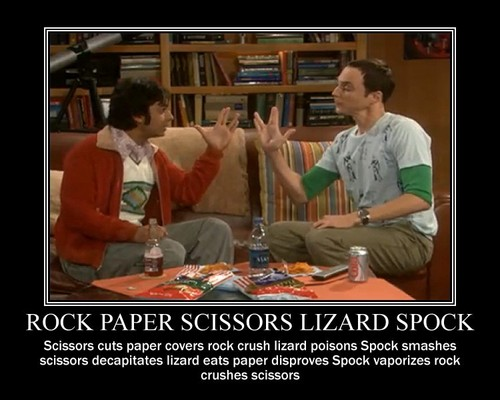 ROCK PAPER SCISSORS LIZARD SPOCK
Scissors cuts paper covers rock crush lizard poisons Spock smashes
scissors decapitates lizard eats paper disproves Spock vaporizes rock
crushes scissors